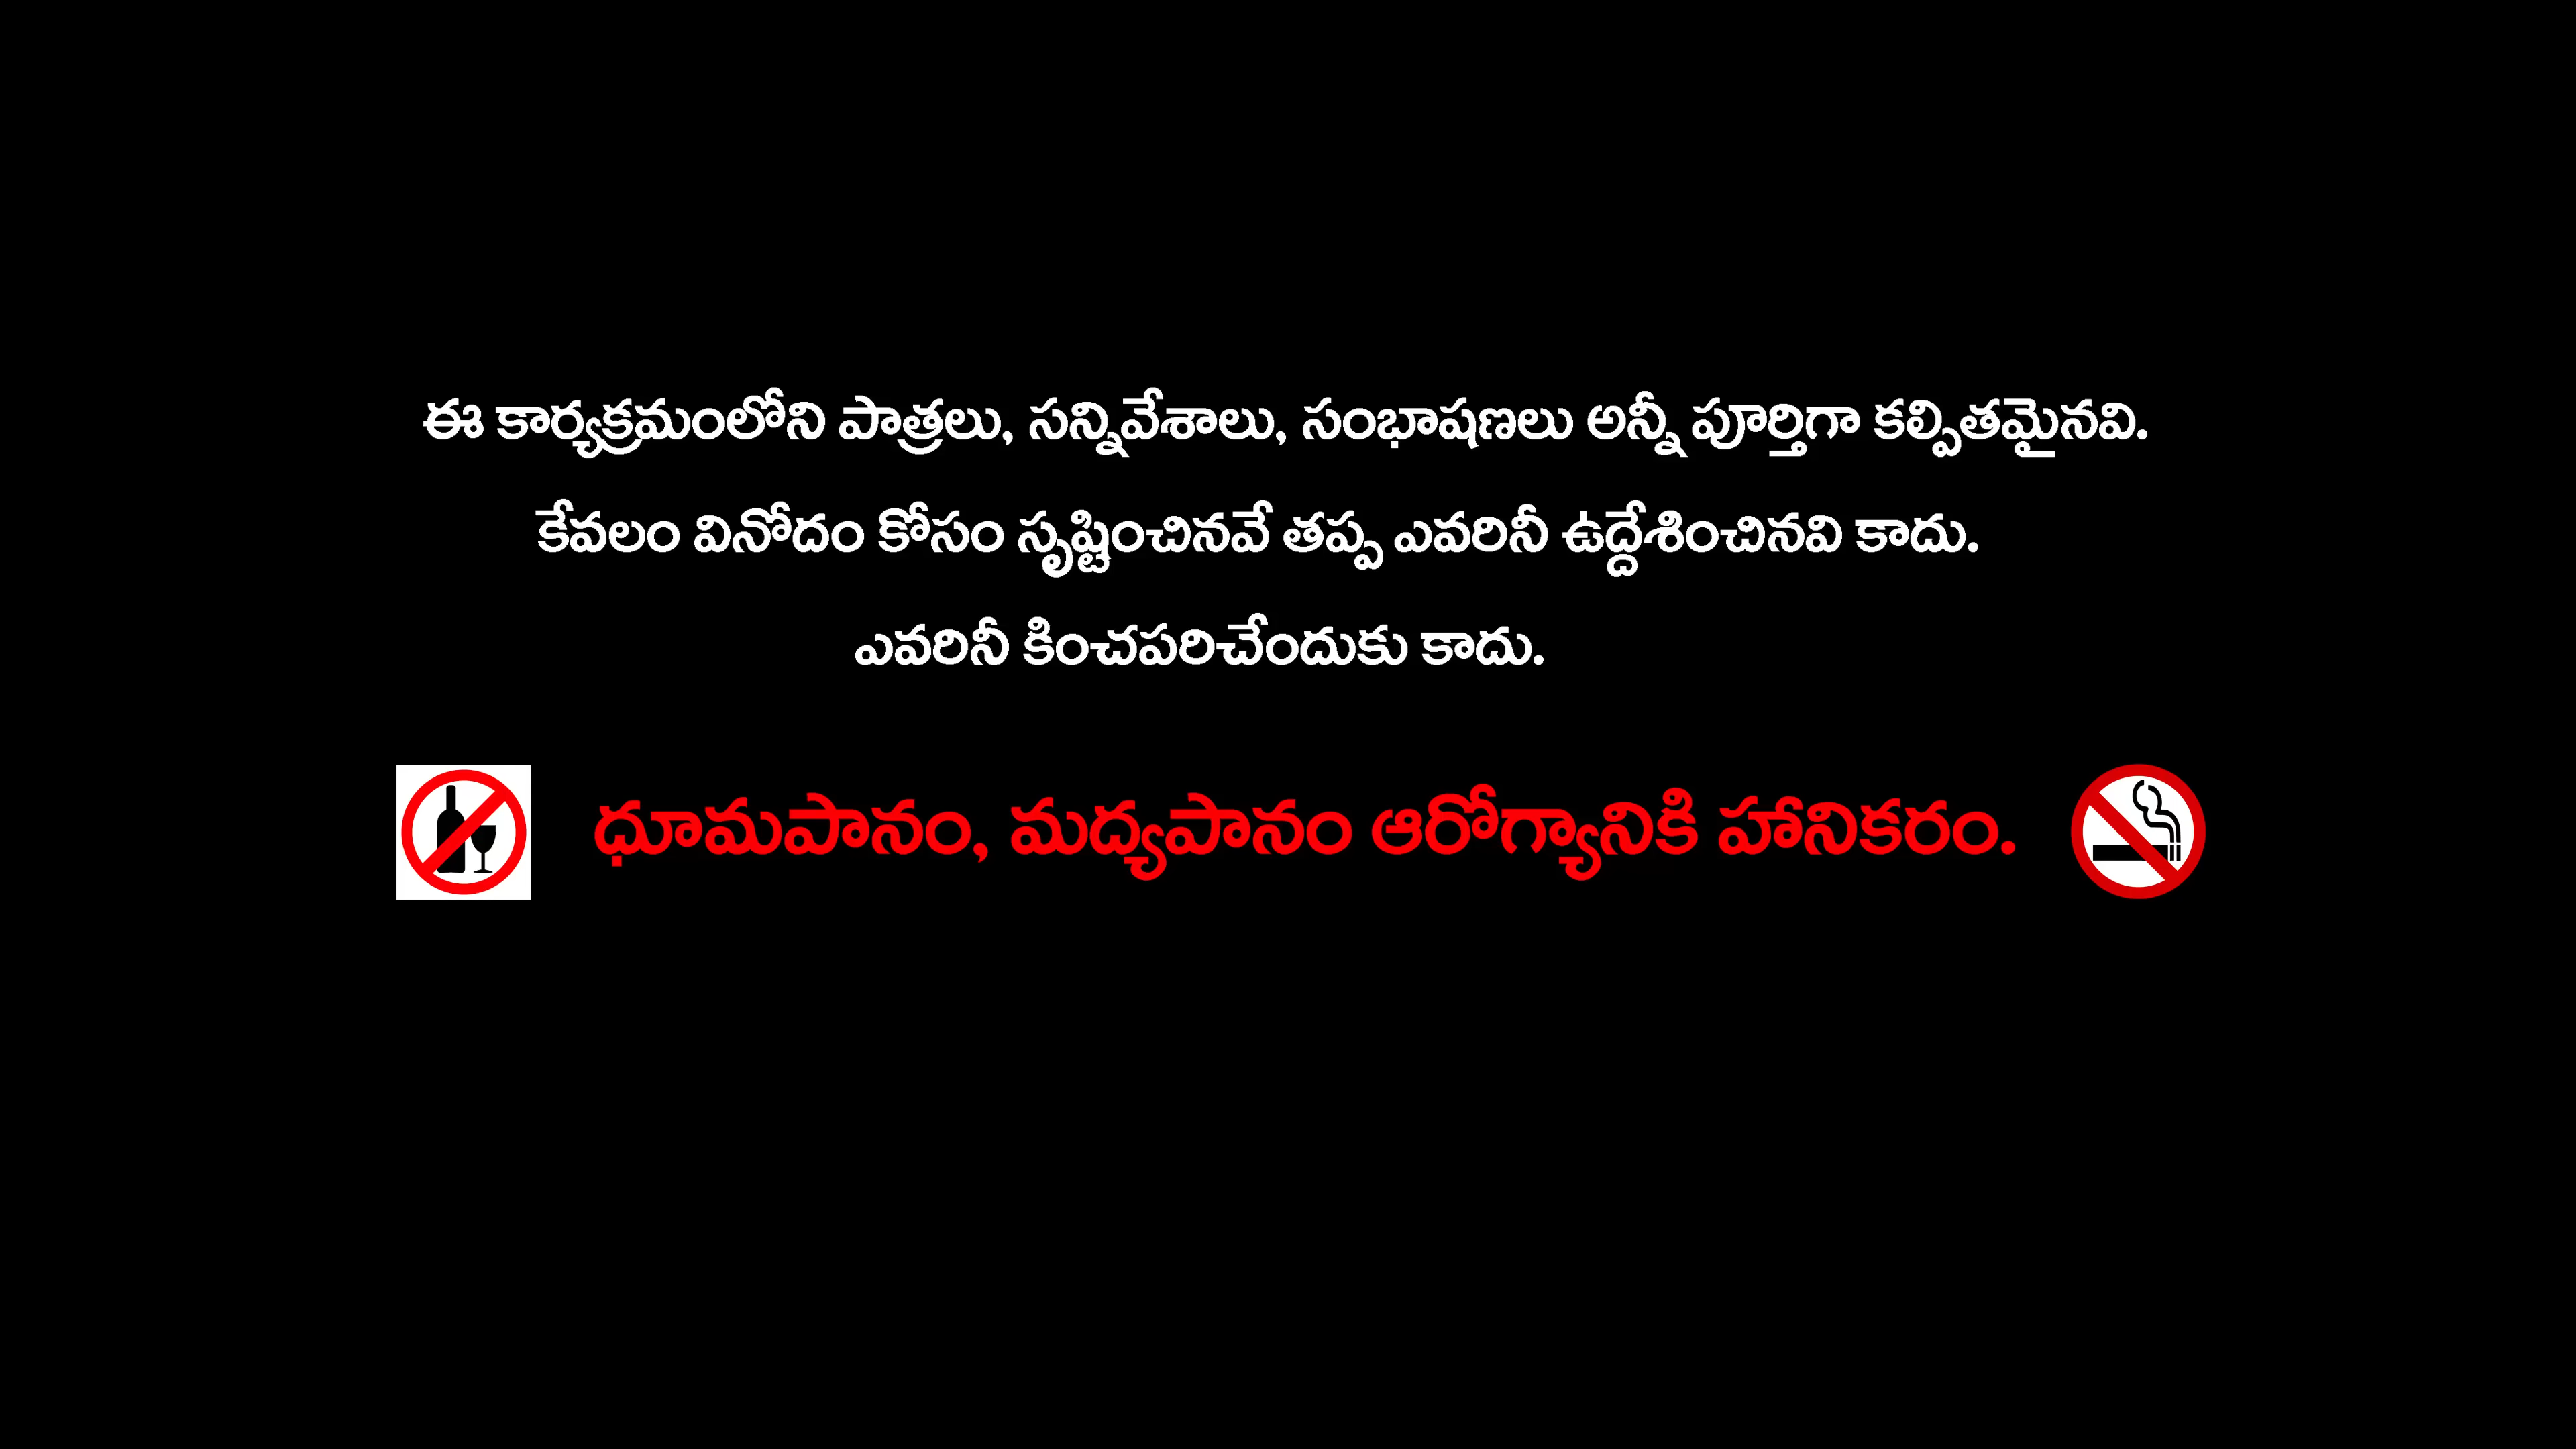 ఈ కార్యక్రమంలోని పాత్రలు, సన్నివేశాలు, సంభాషణలు అన్నీ పూర్తిగా కల్పితమైనవి.
కేవలం వినోదం కోసం సృష్టించినవే తప్ప ఎవరినీ ఉద్దేశించినవి కాదు.
ఎవరినీ కించపరిచేందుకు కాదు.
ధూమపానం, మద్యపానం ఆరోగ్యానికి హానికరం.